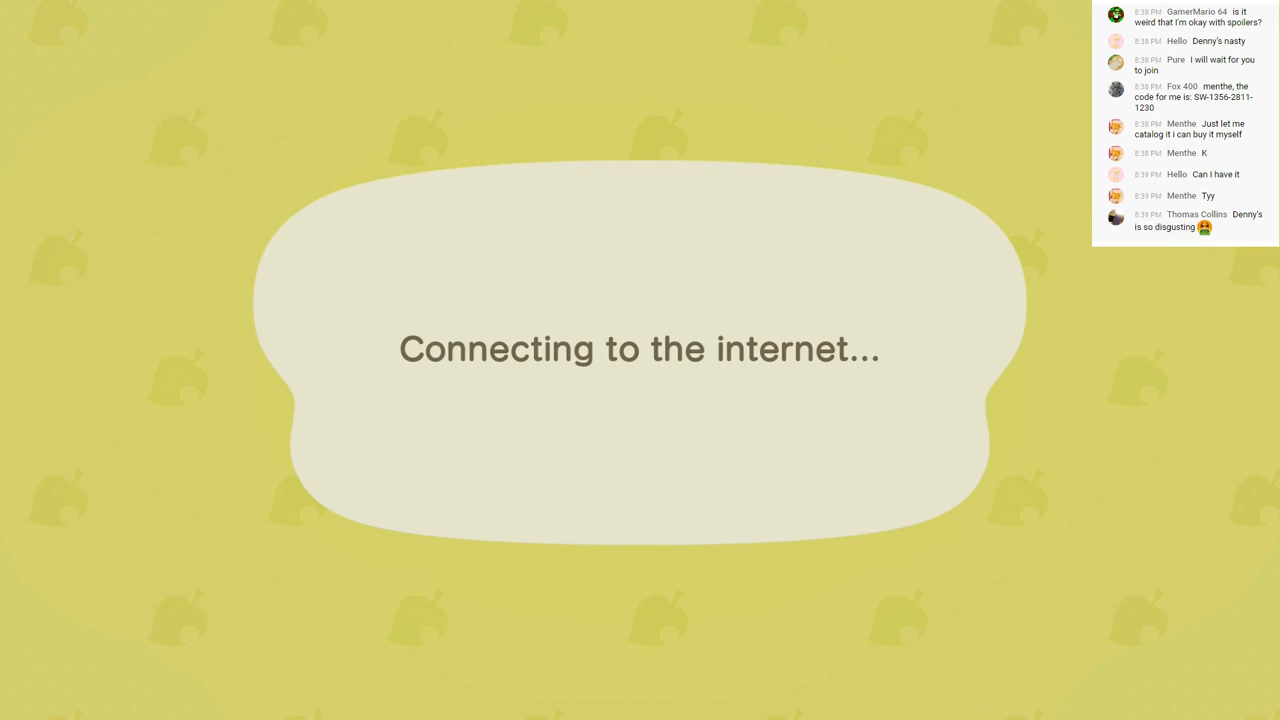 8:38 PM GamerMario 64 is it
weird that I'm okay with spoilers?
8:38 PM Hello Denny's nasty
8:38 PM Pure I will wait for you
to join
8:38 PM Fox 400 menthe, the
code for me is: SW-1356-2811-
1230
8:38 PM Menthe Just let me
catalog it i can buy it myself
8:38 PM Menthe K
8:39 PM Hello Can I have it
8:39 PM Menthe Tyy
8:39 PM Thomas Collins Denny's
is so disgusting
Connecting to the internet...